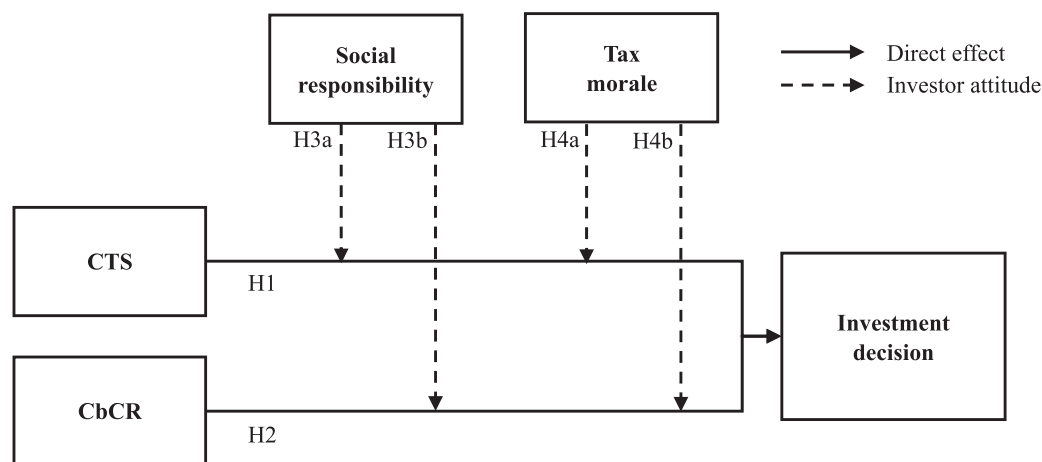 Social
responsibility
Tax
morale
Direct effect
Investor attitude
H3a
H3b
H4a
H4b
CTS
H1
Investment
decision
CbCR
H2